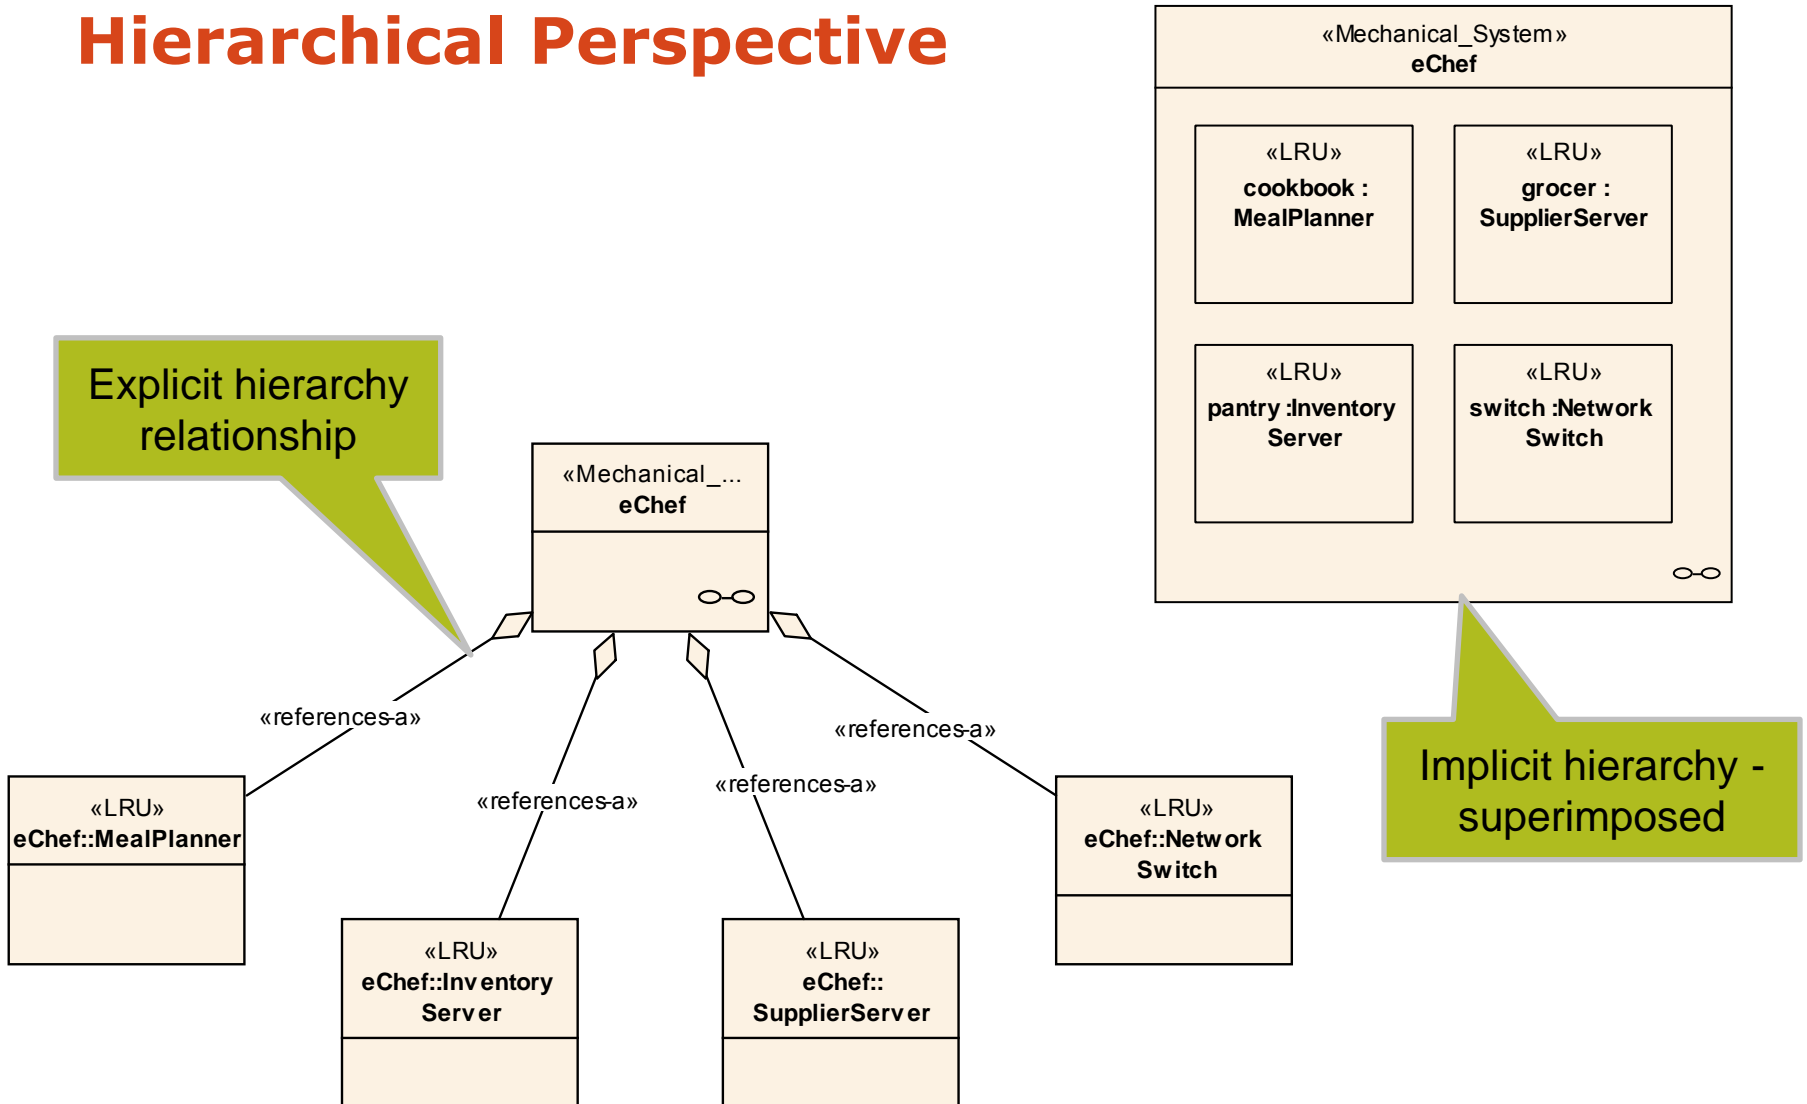 Hierarchical Perspective
«Mechanical_System»
eChef
«LRU»
cookbook :
MealPlanner
«LRU»
grocer :
SupplierServer
«LRU»
pantry :Inventory
Server
«LRU»
switch :Network
Switch
Explicit hierarchy
relationship
«Mechanical_...
eChef
«references-a»
«references-a»
«references-a»
«references-a»
Implicit hierarchy -
superimposed
«LRU»
eChef::MealPlanner
«LRU»
eChef::Inventory
Server
«LRU»
eChef::
SupplierServer
«LRU»
eChef::Network
Switch